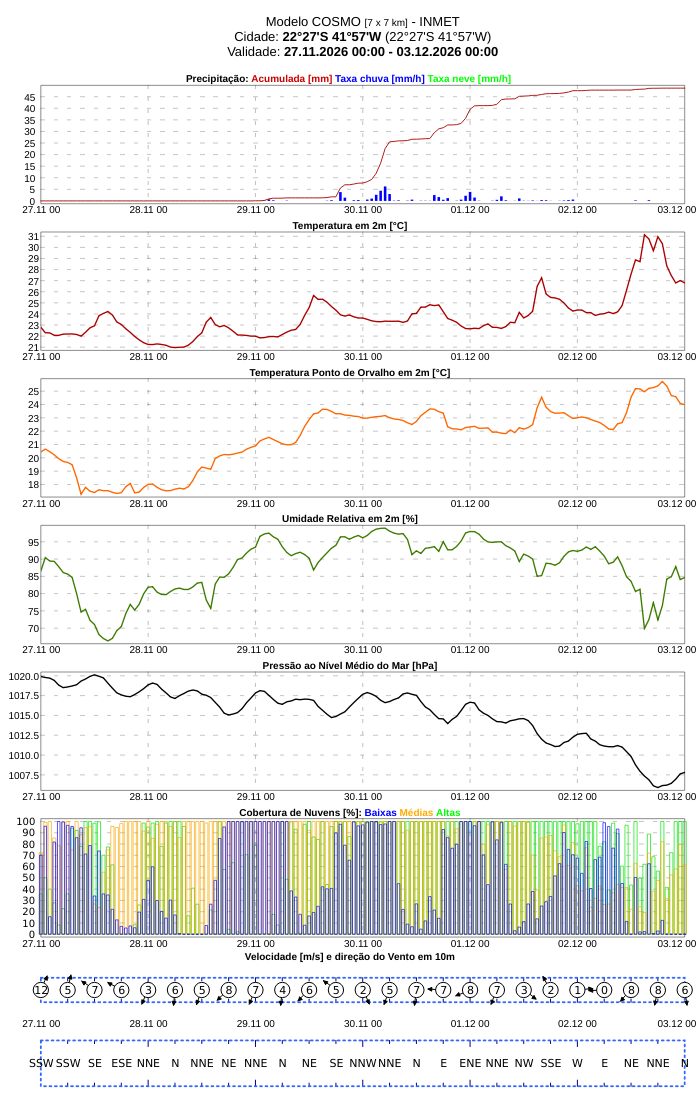 Modelo COSMO [7 x 7 km] - INMET
Cidade: 22°27'S 41°57'W (22°27'S 41°57'W)
Validade: 27.11.2026 00:00 - 03.12.2026 00:00
Precipitação: Acumulada [mm] Taxa chuva [mm/h] Taxa neve [mm/h]
45
40
35
30
25
20
15
10
5
0
27.11 00 28.11 00 29.11 00 30.11 00 01.12 00 02.12 00 03.12 00
Temperatura em 2m [°C]
31
30
29
28
27
26
25
24
23
22
21
27.11 00 28.11 00 29.11 00 30.11 00 01.12 00 02.12 00 03.12 00
Temperatura Ponto de Orvalho em 2m [°C]
25
24
23
22
21
20
19
18
27.11 00 28.11 00 29.11 00 30.11 00 01.12 00 02.12 00 03.12 00
Umidade Relativa em 2m [%]
95
90
85
80
75
70
27.11 00 28.11 00 29.11 00 30.11 00 01.12 00 02.12 00 03.12 00
Pressão ao Nível Médio do Mar [hPa]
1020.0
1017.5
1015.0
1012.5
1010.0
1007.5
27.11 00 28.11 00 29.11 00 30.11 00 01.12 00 02.12 00 03.12 00
Cobertura de Nuvens [%]: Baixas Médias Altas
100
90
80
70
60
50
40
30
20
10
0
27.11 00 28.11 00 29.11 00 30.11 00 01.12 00 02.12 00 03.12 00
Velocidade [m/s] e direção do Vento em 10m
12 5 7 6 3 6 5 8 7 4 6 5 2 5 7 7 8 7 3 2 1 0 8 8 6
27.11 00 28.11 00 29.11 00 30.11 00 01.12 00 02.12 00 03.12 00
SSW SSW SE ESE NNE N NNE NE NNE N NE SE NNW NNE N E ENE NNE NW SSE W E NE NNE N